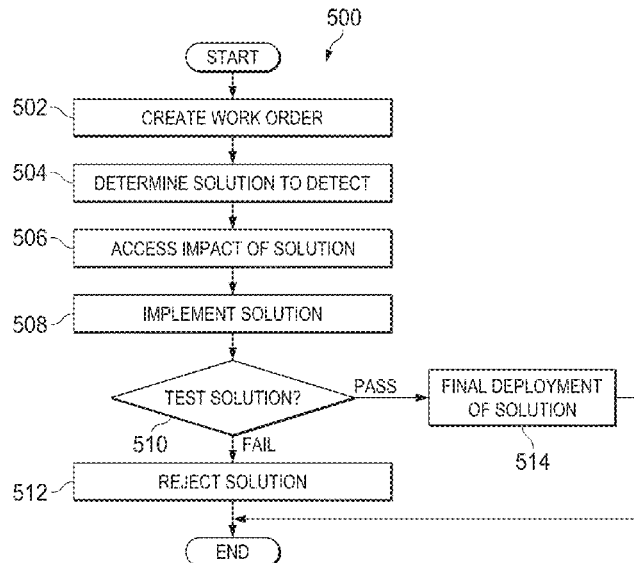 500
START
502
CREATE WORK ORDER
504
DETERMINE SOLUTION TO DETECT
506
ACCESS IMPACT OF SOLUTION
508
IMPLEMENT SOLUTION
TEST SOLUTION?
PASS
FINAL DEPLOYMENT
OF SOLUTION
510
FAIL
514
512
REJECT SOLUTION
END